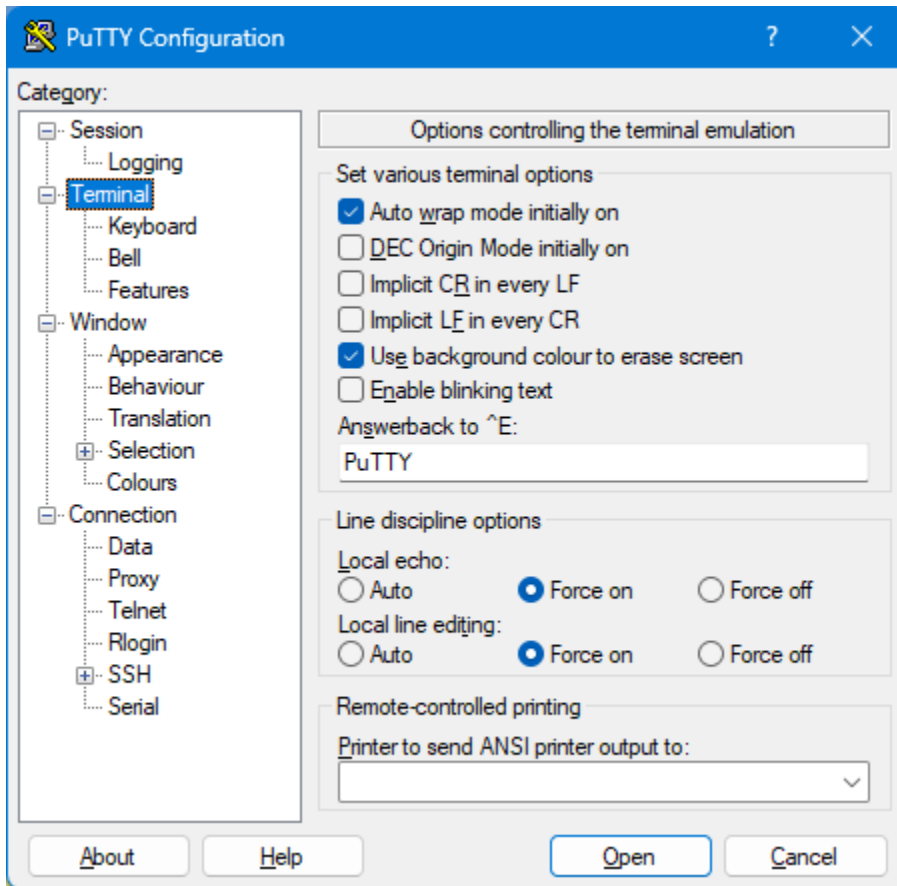 PuTTY Configuration
?
Category:
Session
Logging
Terminal
Keyboard
Bell
Features
Window
Appearance
Behaviour
Translation
Selection
Colours
Connection
Data
Proxy
Telnet
Rlogin
SSH
Serial
Options controlling the terminal emulation
Set various terminal options
Auto wrap mode initially on
DEC Origin Mode initially on
Implicit CR in every LF
Implicit LF in every CR
Use background colour to erase screen
Enable blinking text
Answerback to ^E:
PuTTY
Line discipline options
Local echo:
Auto Force on Force off
Local line editing:
Auto Force on Force off
Remote-controlled printing
Printer to send ANSI printer output to:
About Help Open Cancel